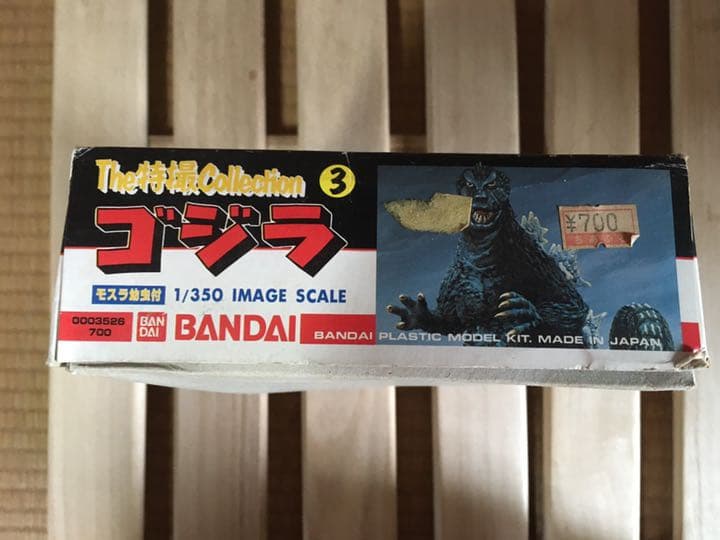 The特撮Collection 3
ゴジラ
モスラ幼虫付 1/350 IMAGE SCALE
0003526
700
BAN
DAI
BANDAI
BANDAI PLASTIC MODEL KIT. MADE IN JAPAN
¥700